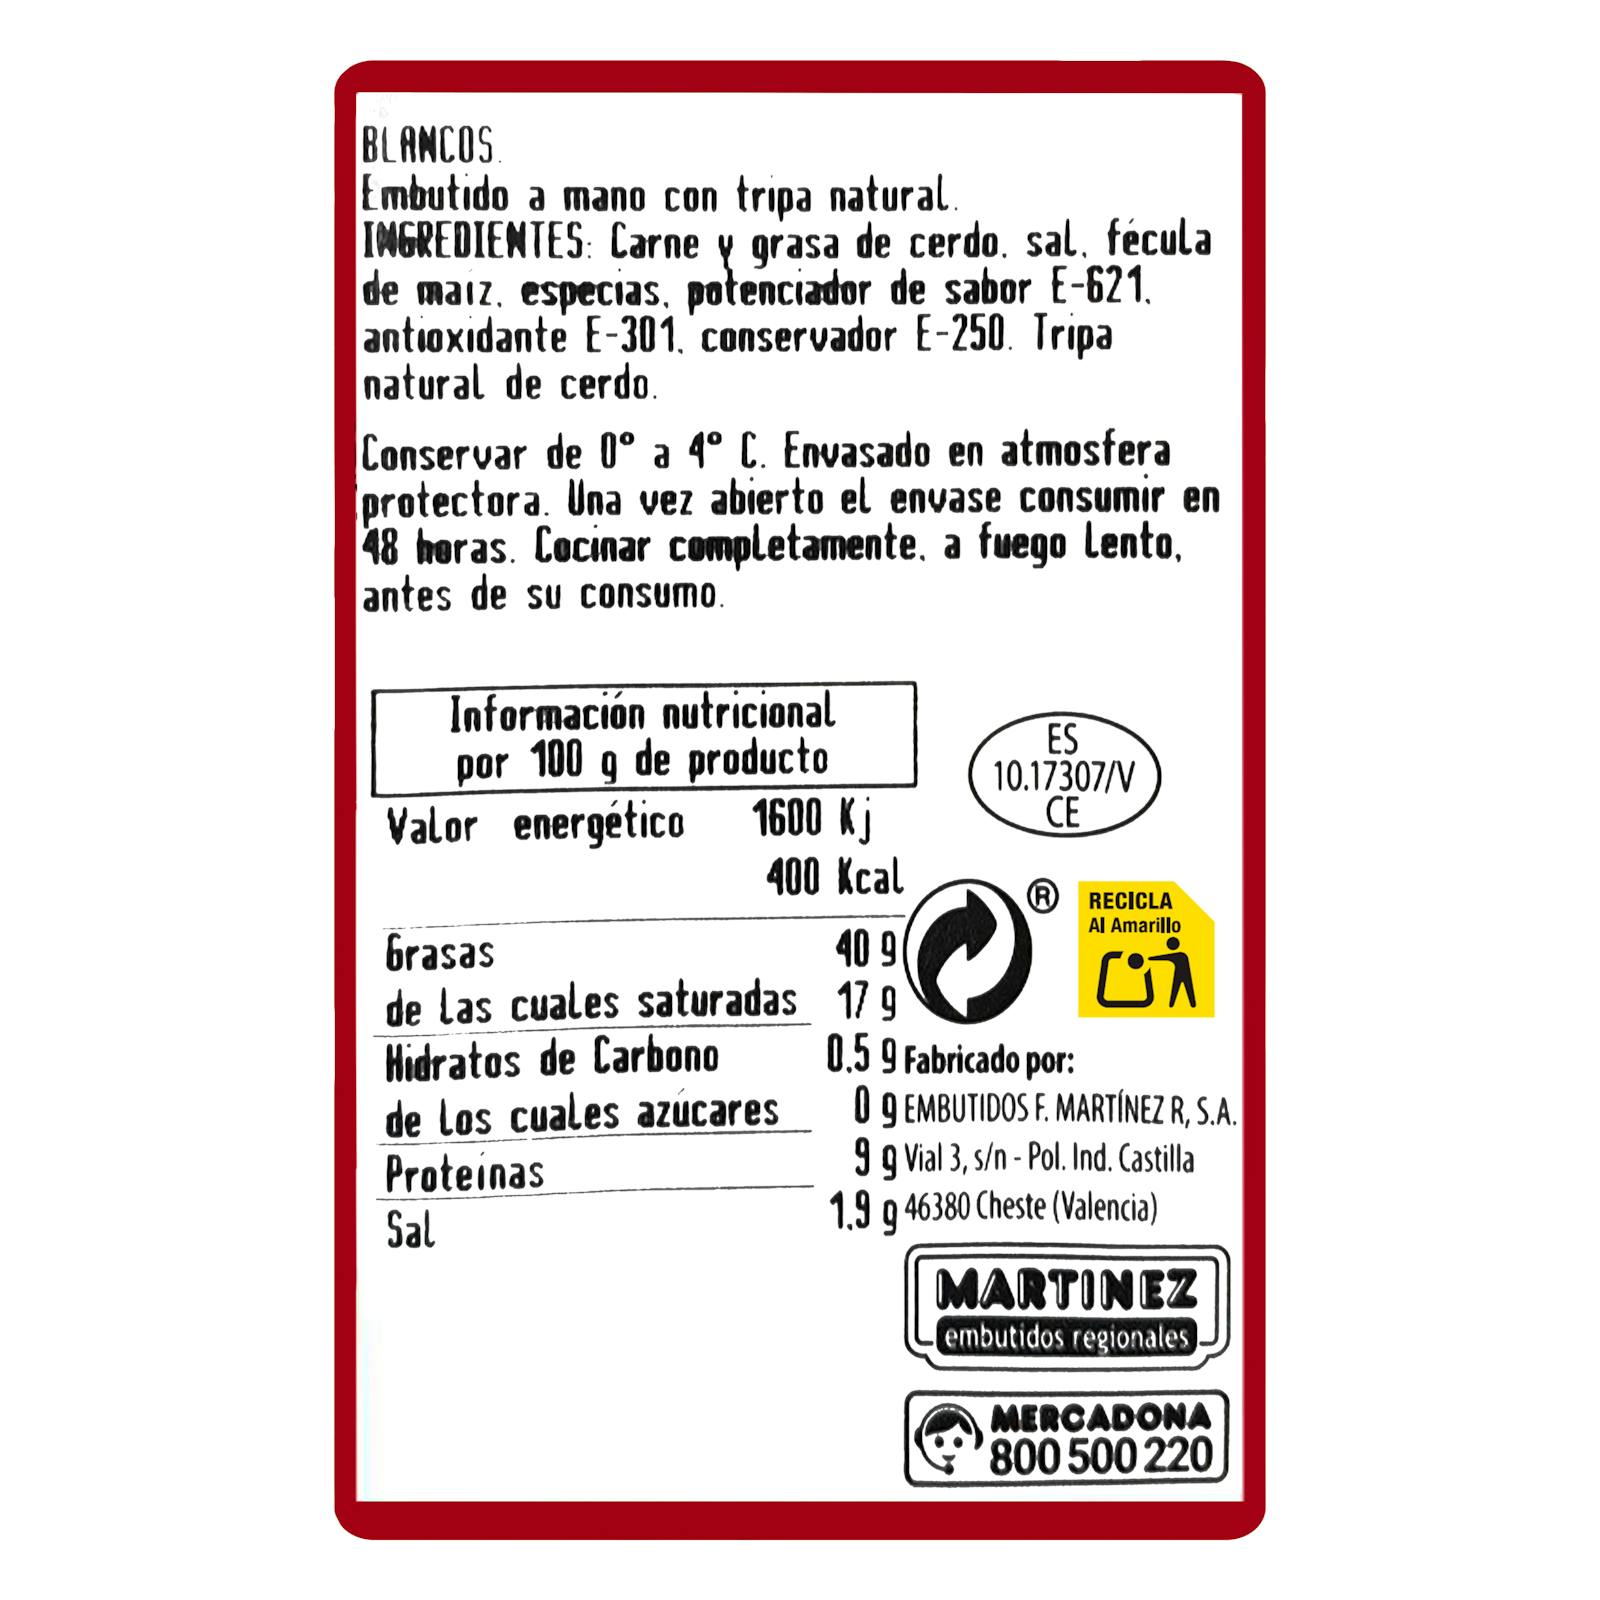 BLANCOS.
Embutido a mano con tripa natural.
INGREDIENTES: Carne y grasa de cerdo, sal, fécula
de maíz, especias, potenciador de sabor E-621,
antioxidante E-301, conservador E-250. Tripa
natural de cerdo.
Conservar de 0° a 4° C. Envasado en atmosfera
protectora. Una vez abierto el envase consumir en
48 horas. Cocinar completamente, a fuego lento,
antes de su consumo.
Información nutricional
por 100 g de producto
Valor energético 1600 Kj
400 Kcal
Grasas 40 g
de las cuales saturadas 17 g
Hidratos de Carbono 0.5 g
de los cuales azúcares 0 g
Proteínas 9 g
Sal 1.9 g
ES
10.17307/V
CE
®
RECICLA
Al Amarillo
Fabricado por:
EMBUTIDOS F. MARTÍNEZ R, S.A.
Vial 3, s/n - Pol. Ind. Castilla
46380 Cheste (Valencia)
MARTINEZ
embutidos regionales
MERCADONA
800 500 220